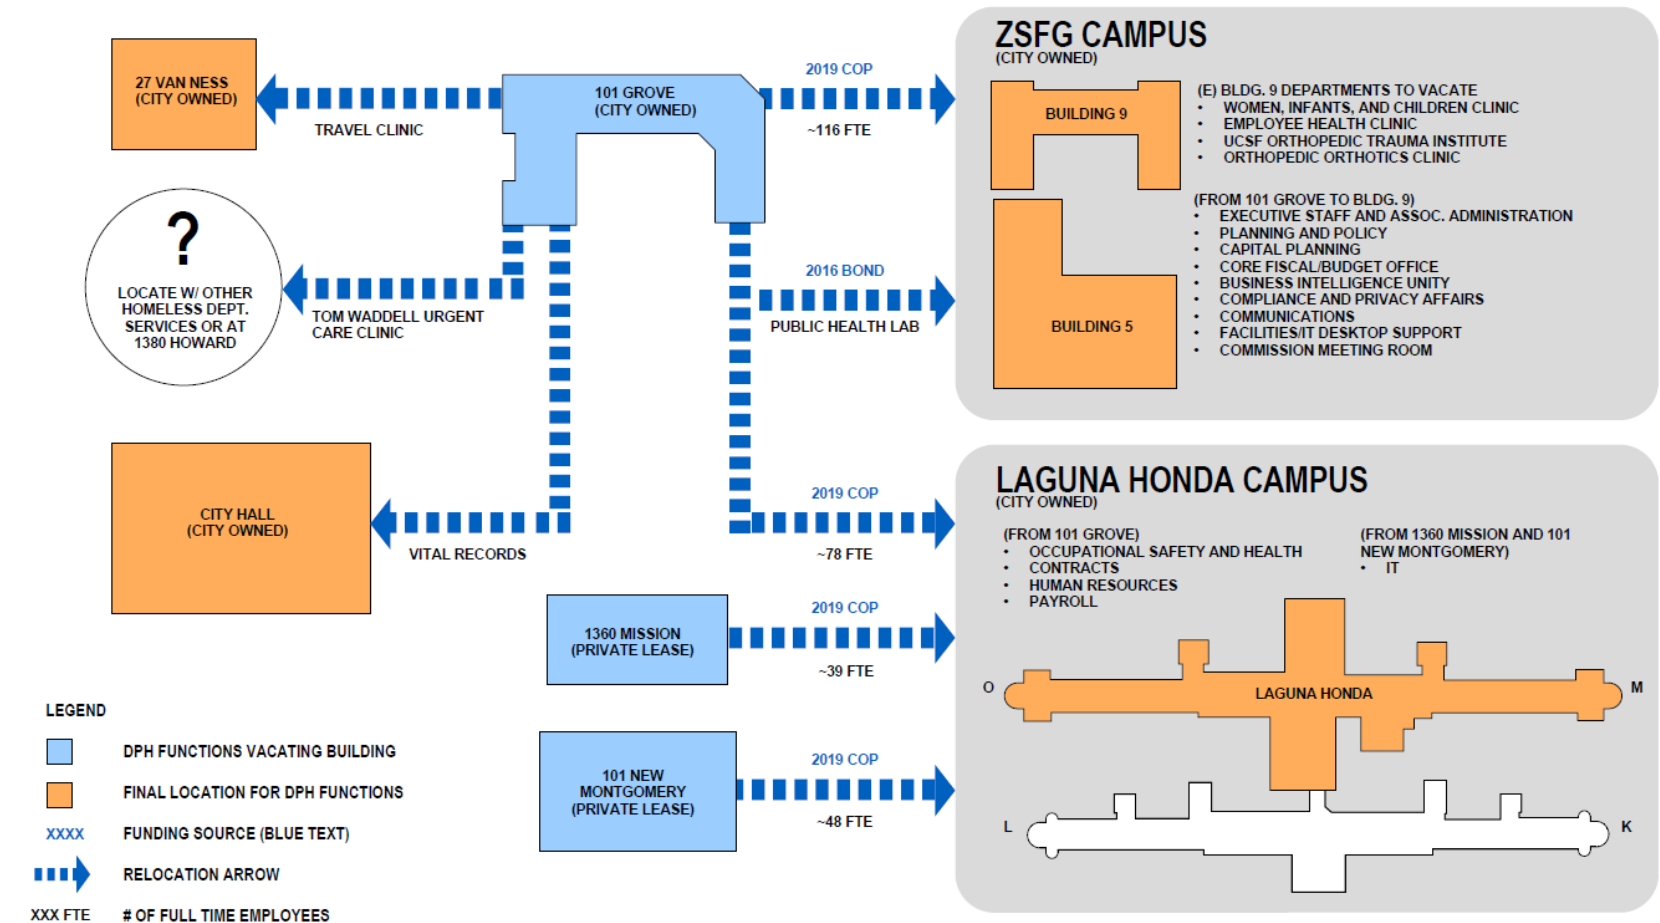 27 VAN NESS
(CITY OWNED)
TRAVEL CLINIC
101 GROVE
(CITY OWNED)
2019 COP
~116 FTE
?
LOCATE W/ OTHER
HOMELESS DEPT.
SERVICES OR AT
1380 HOWARD
TOM WADDELL URGENT
CARE CLINIC
2016 BOND
PUBLIC HEALTH LAB
CITY HALL
(CITY OWNED)
VITAL RECORDS
2019 COP
~78 FTE
1360 MISSION
(PRIVATE LEASE)
2019 COP
~39 FTE
101 NEW
MONTGOMERY
(PRIVATE LEASE)
2019 COP
~48 FTE
ZSFG CAMPUS
(CITY OWNED)
BUILDING 9
(E) BLDG. 9 DEPARTMENTS TO VACATE
• WOMEN, INFANTS, AND CHILDREN CLINIC
• EMPLOYEE HEALTH CLINIC
• UCSF ORTHOPEDIC TRAUMA INSTITUTE
• ORTHOPEDIC ORTHOTICS CLINIC
BUILDING 5
(FROM 101 GROVE TO BLDG. 9)
• EXECUTIVE STAFF AND ASSOC. ADMINISTRATION
• PLANNING AND POLICY
• CAPITAL PLANNING
• CORE FISCAL/BUDGET OFFICE
• BUSINESS INTELLIGENCE UNITY
• COMPLIANCE AND PRIVACY AFFAIRS
• COMMUNICATIONS
• FACILITIES/IT DESKTOP SUPPORT
• COMMISSION MEETING ROOM
LAGUNA HONDA CAMPUS
(CITY OWNED)
(FROM 101 GROVE)
• OCCUPATIONAL SAFETY AND HEALTH
• CONTRACTS
• HUMAN RESOURCES
• PAYROLL
(FROM 1360 MISSION AND 101
NEW MONTGOMERY)
• IT
O
LAGUNA HONDA
M
L
K
LEGEND
DPH FUNCTIONS VACATING BUILDING
FINAL LOCATION FOR DPH FUNCTIONS
XXXX FUNDING SOURCE (BLUE TEXT)
RELOCATION ARROW
XXX FTE # OF FULL TIME EMPLOYEES